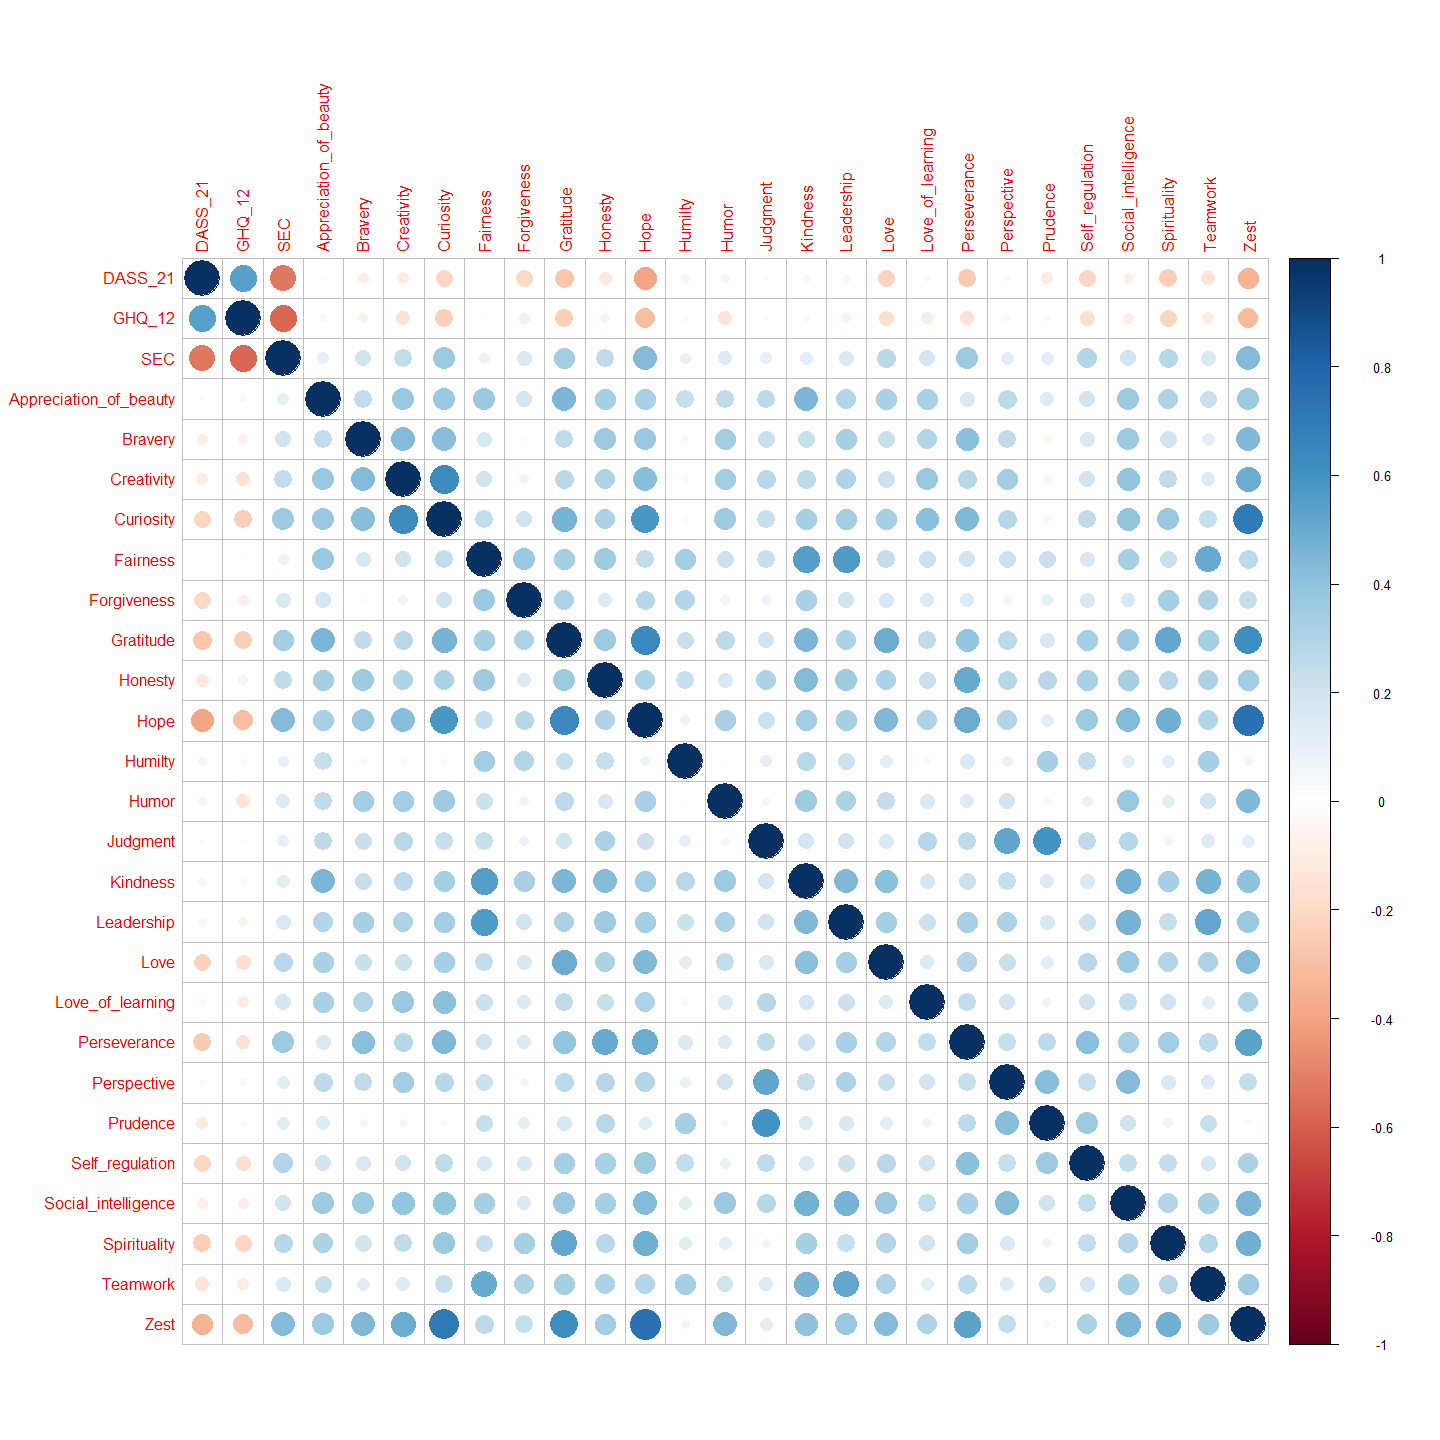 DASS_21
GHQ_12
SEC
Appreciation_of_beauty
Bravery
Creativity
Curiosity
Fairness
Forgiveness
Gratitude
Honesty
Hope
Humilty
Humor
Judgment
Kindness
Leadership
Love
Love_of_learning
Perseverance
Perspective
Prudence
Self_regulation
Social_intelligence
Spirituality
Teamwork
Zest
DASS_21
GHQ_12
SEC
Appreciation_of_beauty
Bravery
Creativity
Curiosity
Fairness
Forgiveness
Gratitude
Honesty
Hope
Humilty
Humor
Judgment
Kindness
Leadership
Love
Love_of_learning
Perseverance
Perspective
Prudence
Self_regulation
Social_intelligence
Spirituality
Teamwork
Zest
1
0.8
0.6
0.4
0.2
0
-0.2
-0.4
-0.6
-0.8
-1